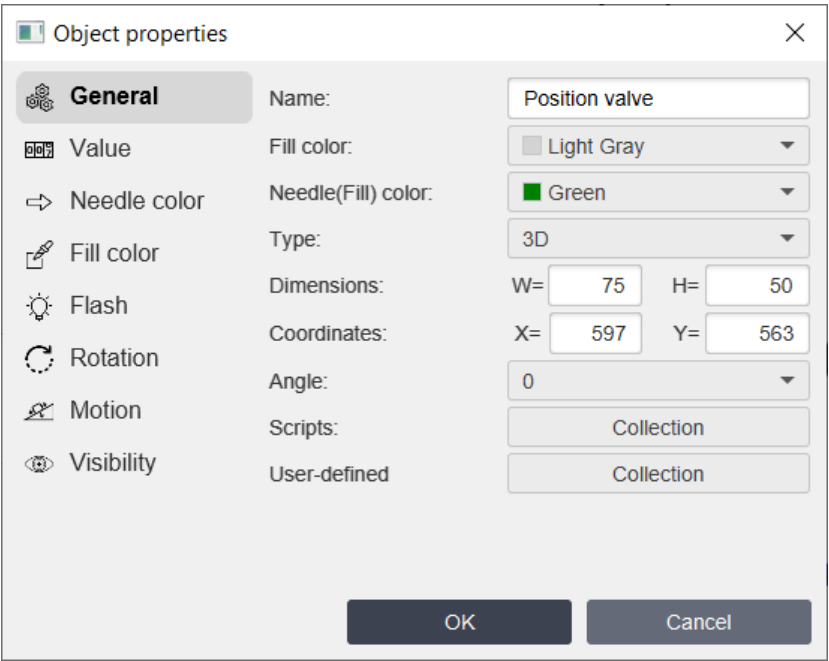 Object properties
General
Value
Needle color
Fill color
Flash
Rotation
Motion
Visibility
Name: Position valve
Fill color: Light Gray
Needle(Fill) color: Green
Type: 3D
Dimensions: W= 75 H= 50
Coordinates: X= 597 Y= 563
Angle: 0
Scripts: Collection
User-defined Collection
OK Cancel